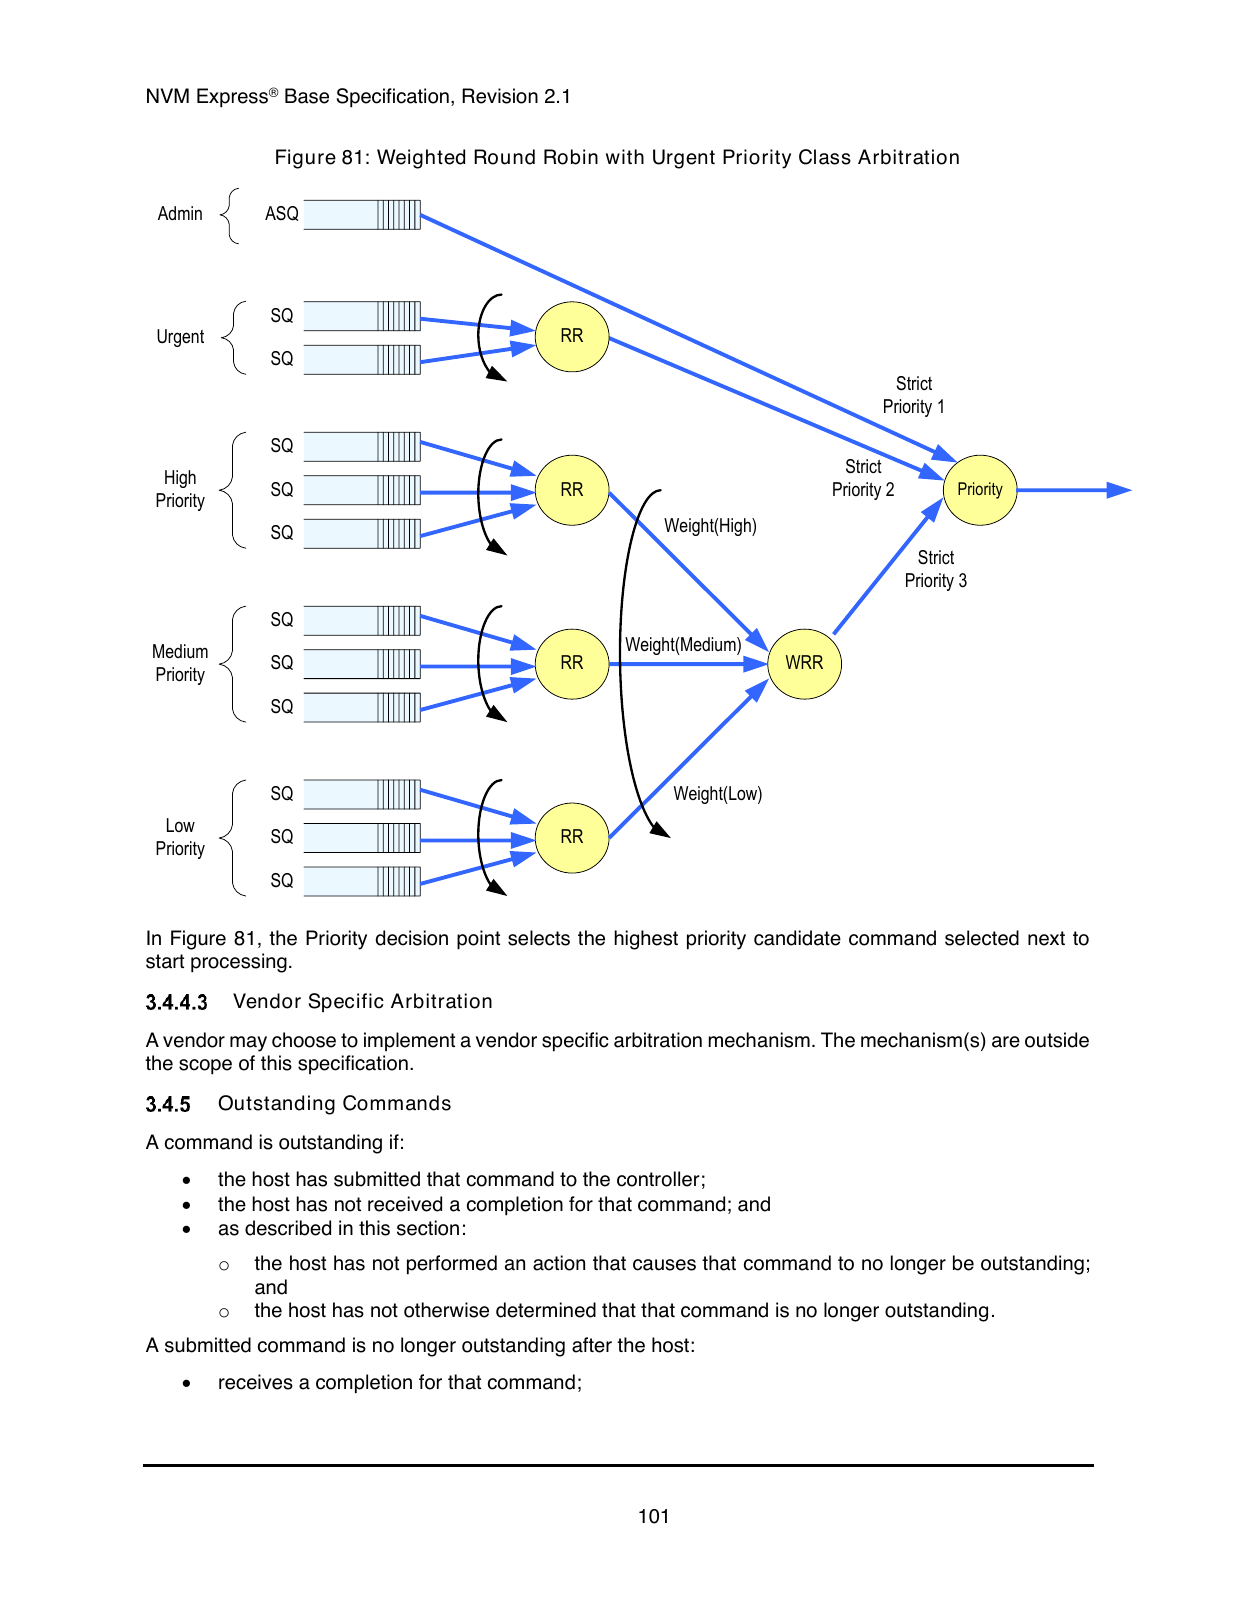 NVM Express® Base Specification, Revision 2.1
Figure 81: Weighted Round Robin with Urgent Priority Class Arbitration
Admin
ASQ
Urgent
SQ
SQ
RR
Strict
Priority 1
High
Priority
SQ
SQ
SQ
RR
Strict
Priority 2
Priority
Weight(High)
Strict
Priority 3
Medium
Priority
SQ
SQ
SQ
RR
Weight(Medium)
WRR
Low
Priority
SQ
SQ
SQ
RR
Weight(Low)
In Figure 81, the Priority decision point selects the highest priority candidate command selected next to
start processing.
3.4.4.3 Vendor Specific Arbitration
A vendor may choose to implement a vendor specific arbitration mechanism. The mechanism(s) are outside
the scope of this specification.
3.4.5 Outstanding Commands
A command is outstanding if:
• the host has submitted that command to the controller;
• the host has not received a completion for that command; and
• as described in this section:
o the host has not performed an action that causes that command to no longer be outstanding;
and
o the host has not otherwise determined that that command is no longer outstanding.
A submitted command is no longer outstanding after the host:
• receives a completion for that command;
101